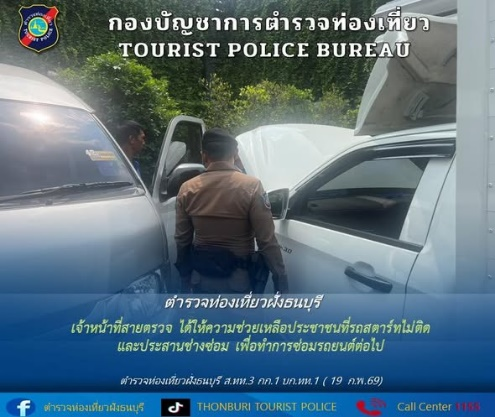 กองบัญชาการตำรวจท่องเที่ยว
TOURIST POLICE BUREAU
ตำรวจท่องเที่ยวฝั่งธนบุรี
เจ้าหน้าที่สายตรวจ ได้ให้ความช่วยเหลือประชาชนที่รถสตาร์ทไม่ติด
และประสานช่างซ่อม เพื่อทำการซ่อมรถยนต์ต่อไป
ตำรวจท่องเที่ยวฝั่งธนบุรี ส.ทท.3 กก.1 บก.ทท.1 ( 19 ก.พ.69)
ตำรวจท่องเที่ยวฝั่งธนบุรี
THONBURI TOURIST POLICE
Call Center 1155